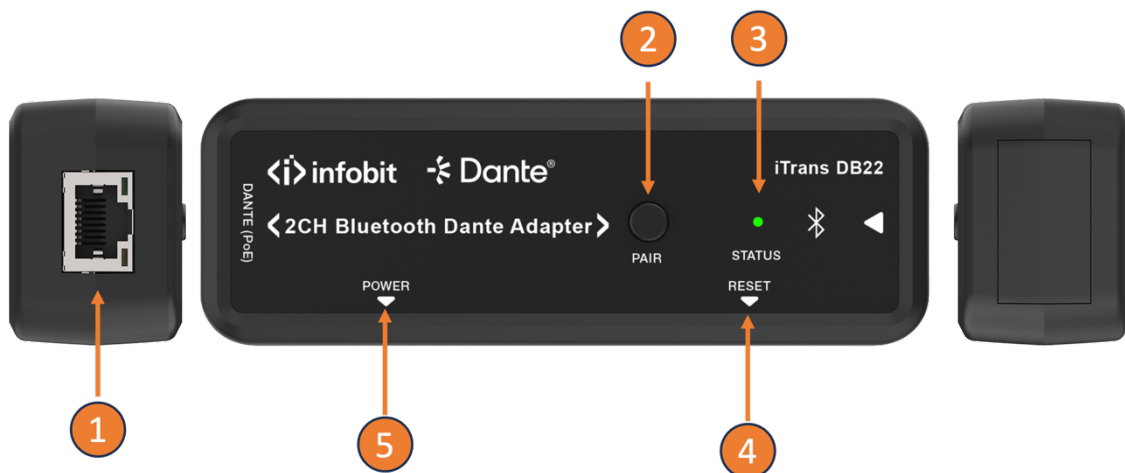 2
3
infobit Dante®
iTrans DB22
DANTE (PoE)
2CH Bluetooth Dante Adapter
PAIR
STATUS
POWER
RESET
1
5
4